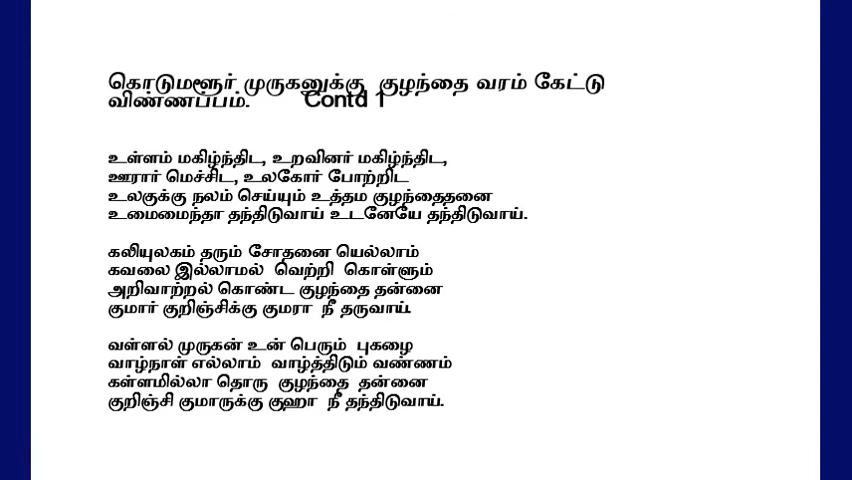 கொடுமளூர் முருகனுக்கு குழந்தை வரம் கேட்டு
விண்ணப்பம். Contd 1
உள்ளம் மகிழ்ந்திட, உறவினர் மகிழ்ந்திட,
ஊரார் மெச்சிட, உலகோர் போற்றிட
உலகுக்கு நலம் செய்யும் உத்தம குழந்தைதனை
உமைமைந்தா தந்திடுவாய் உடனேயே தந்திடுவாய்.
கலியுலகம் தரும் சோதனை யெல்லாம்
கவலை இல்லாமல் வெற்றி கொள்ளும்
அறிவாற்றல் கொண்ட குழந்தை தன்னை
குமார் குறிஞ்சிக்கு குமரா நீ தருவாய்.
வள்ளல் முருகன் உன் பெரும் புகழை
வாழ்நாள் எல்லாம் வாழ்த்திடும் வண்ணம்
கள்ளமில்லா தொரு குழந்தை தன்னை
குறிஞ்சி குமாருக்கு குஹா நீ தந்திடுவாய்.